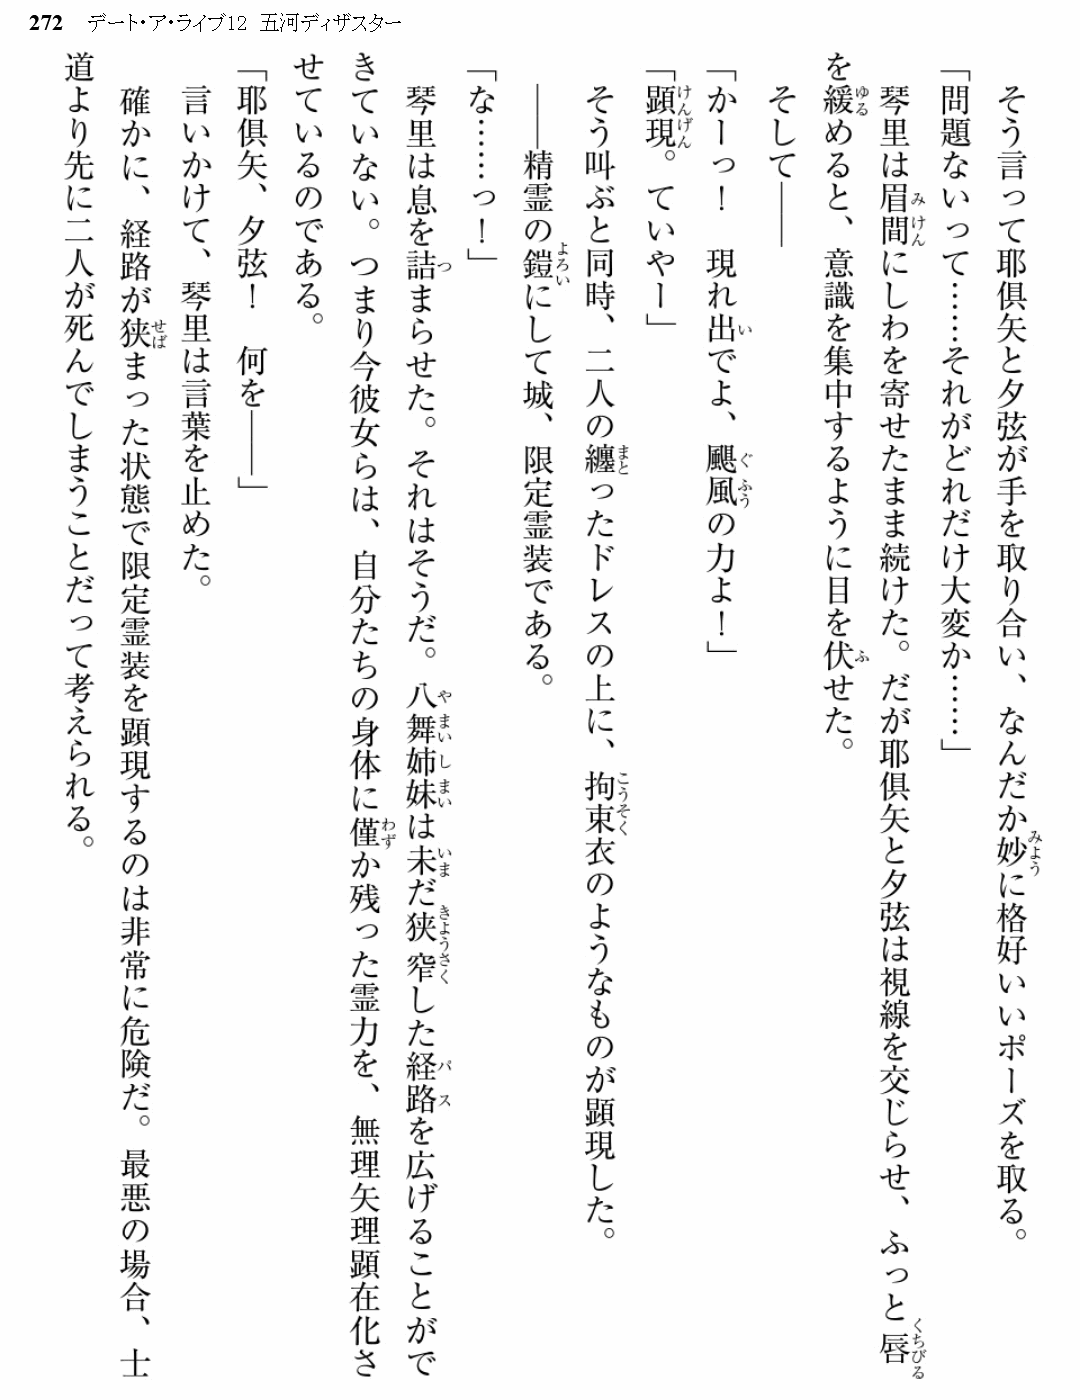 272 デート・ア・ライブ12 五河ディザスター
そう言って耶倶矢と夕弦が手を取り合い、なんだか妙に格好いいポーズを取る。
「問題ないって……それがどれだけ大変か……」
琴里は眉間にしわを寄せたまま続けた。だが耶倶矢と夕弦は視線を交じらせ、ふっと唇
を緩めると、意識を集中するように目を伏せた。
そして――
「かーっ！　現れ出でよ、颶風の力よ！」
「顕現。ていやー」
そう叫ぶと同時、二人の纏ったドレスの上に、拘束衣のようなものが顕現した。
――精霊の鎧にして城、限定霊装である。
「な……っ！」
琴里は息を詰まらせた。それはそうだ。八舞姉妹は未だ狭窄した経路を広げることがで
きていない。つまり今彼女らは、自分たちの身体に僅か残った霊力を、無理矢理顕在化さ
せているのである。
「耶倶矢、夕弦！　何を――」
言いかけて、琴里は言葉を止めた。
確かに、経路が狭まった状態で限定霊装を顕現するのは非常に危険だ。最悪の場合、士
道より先に二人が死んでしまうことだって考えられる。